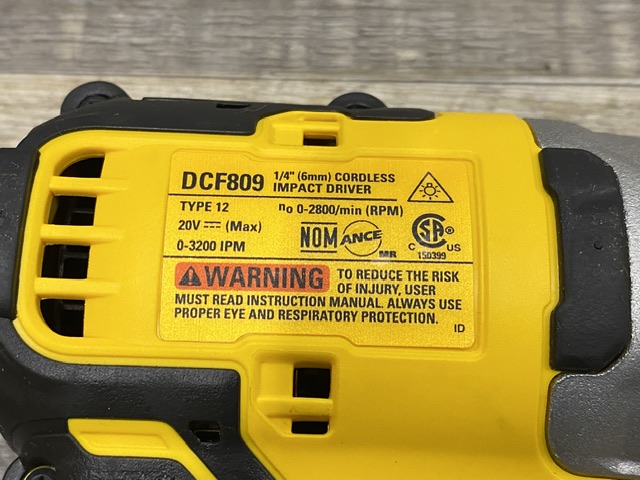 DCF809 1/4" (6mm) CORDLESS
IMPACT DRIVER
TYPE 12 no 0-2800/min (RPM)
20V ⎓ (Max)
0-3200 IPM
NOM ANCE MR
C SA ® US
150399
WARNING TO REDUCE THE RISK
OF INJURY, USER
MUST READ INSTRUCTION MANUAL. ALWAYS USE
PROPER EYE AND RESPIRATORY PROTECTION.
ID